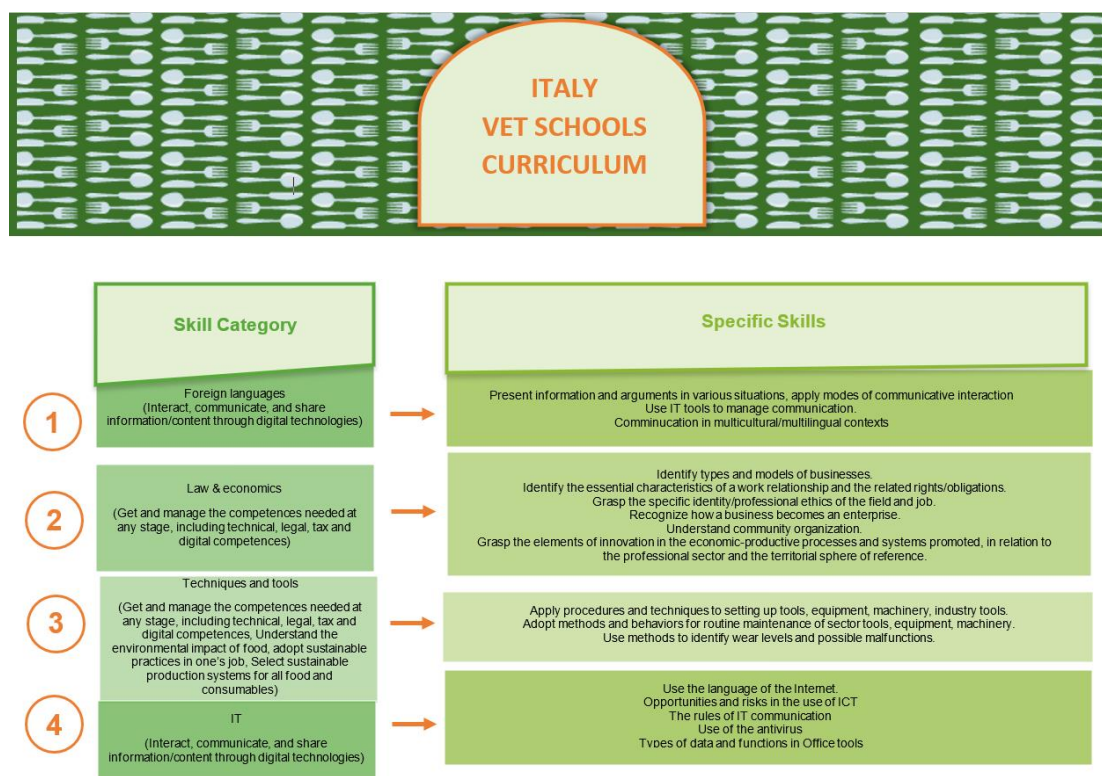 ITALY
VET SCHOOLS
CURRICULUM
Skill Category
Specific Skills
1
Foreign languages
(Interact, communicate, and share
information/content through digital technologies)
Present information and arguments in various situations, apply modes of communicative interaction
Use IT tools to manage communication.
Comminucation in multicultural/multilingual contexts
2
Law & economics
(Get and manage the competences needed at
any stage, including technical, legal, tax and
digital competences)
Identify types and models of businesses.
Identify the essential characteristics of a work relationship and the related rights/obligations.
Grasp the specific identity/professional ethics of the field and job.
Recognize how a business becomes an enterprise.
Understand community organization.
Grasp the elements of innovation in the economic-productive processes and systems promoted, in relation to
the professional sector and the territorial sphere of reference.
3
Techniques and tools
(Get and manage the competences needed at
any stage, including technical, legal, tax and
digital competences, Understand the
environmental impact of food, adopt sustainable
practices in one's job, Select sustainable
production systems for all food and
consumables)
Apply procedures and techniques to setting up tools, equipment, machinery, industry tools.
Adopt methods and behaviors for routine maintenance of sector tools, equipment, machinery.
Use methods to identify wear levels and possible malfunctions.
4
IT
(Interact, communicate, and share
information/content through digital technologies)
Use the language of the Internet.
Opportunities and risks in the use of ICT
The rules of IT communication
Use of the antivirus
Types of data and functions in Office tools